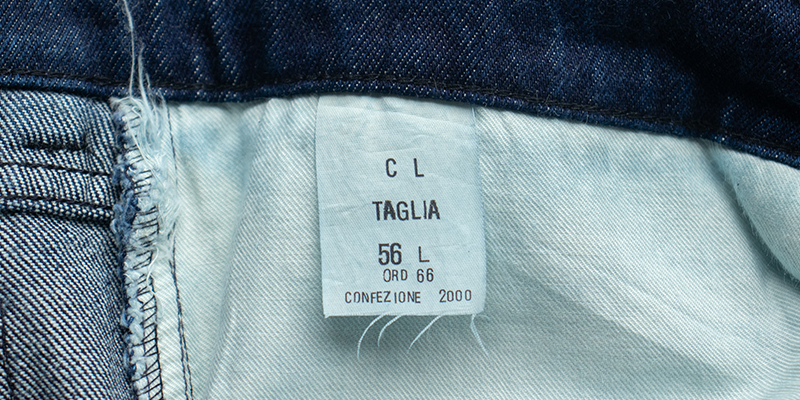 C L
TAGLIA
56 L
ORD 66
CONFEZIONE 2000